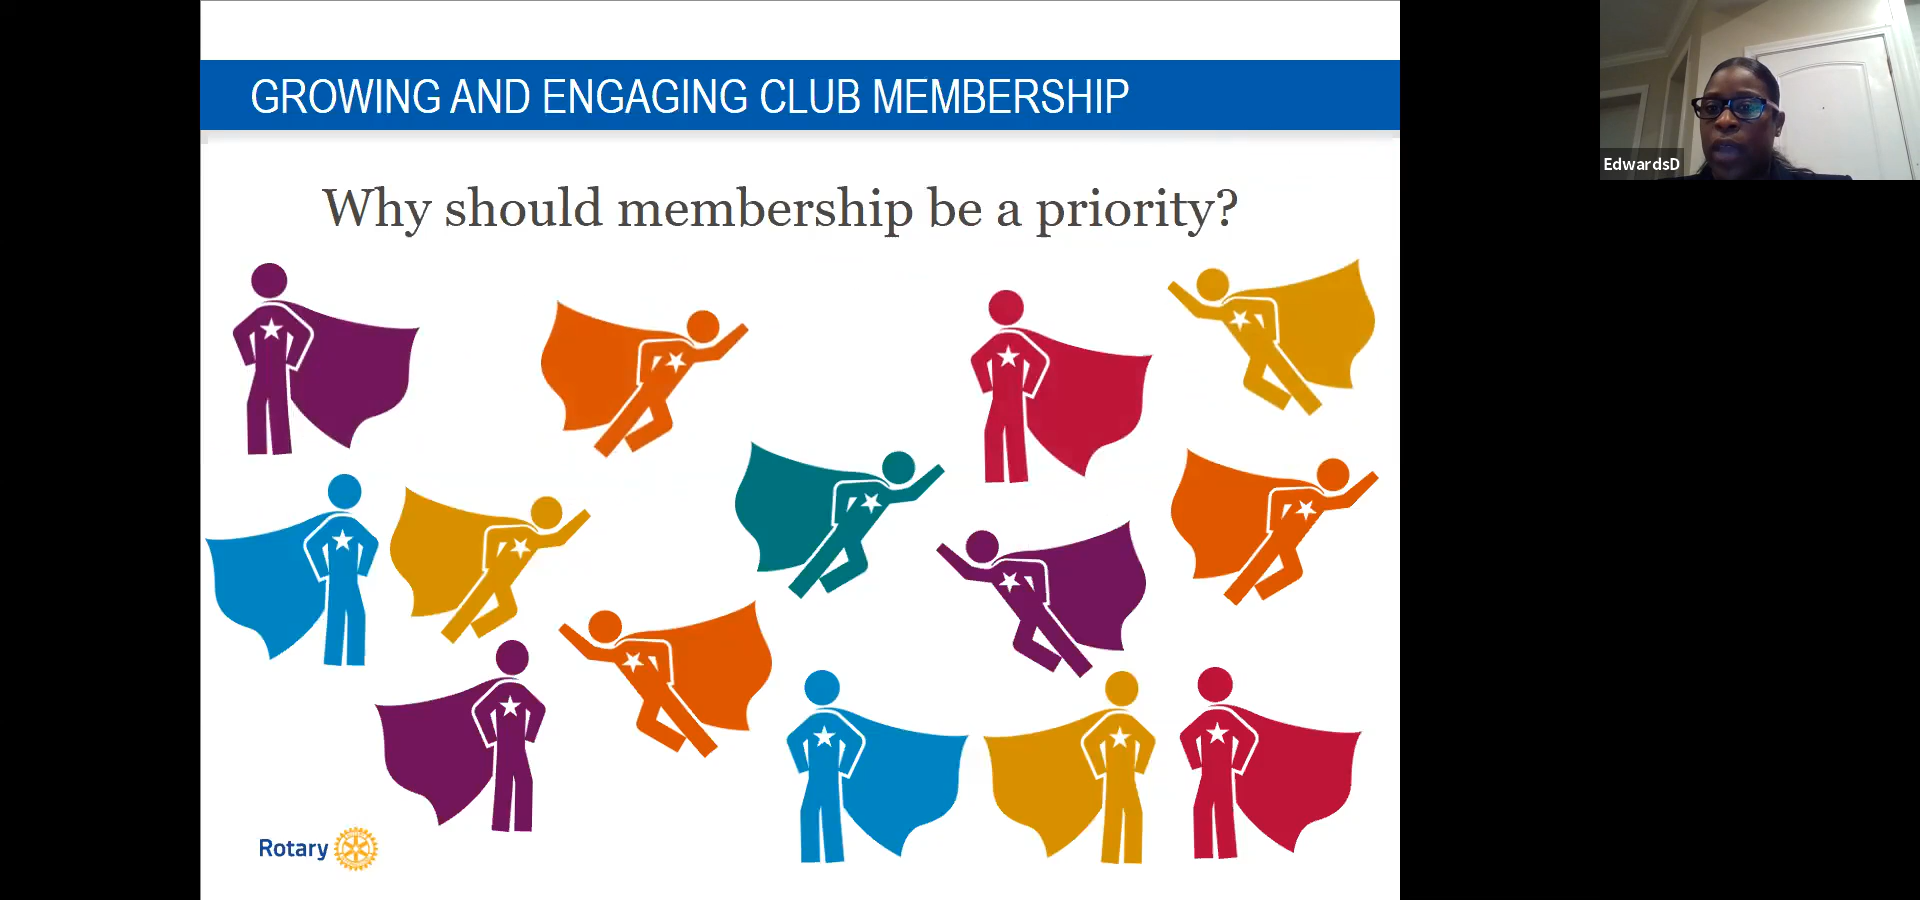 GROWING AND ENGAGING CLUB MEMBERSHIP
EdwardsD
Why should membership be a priority?
Rotary